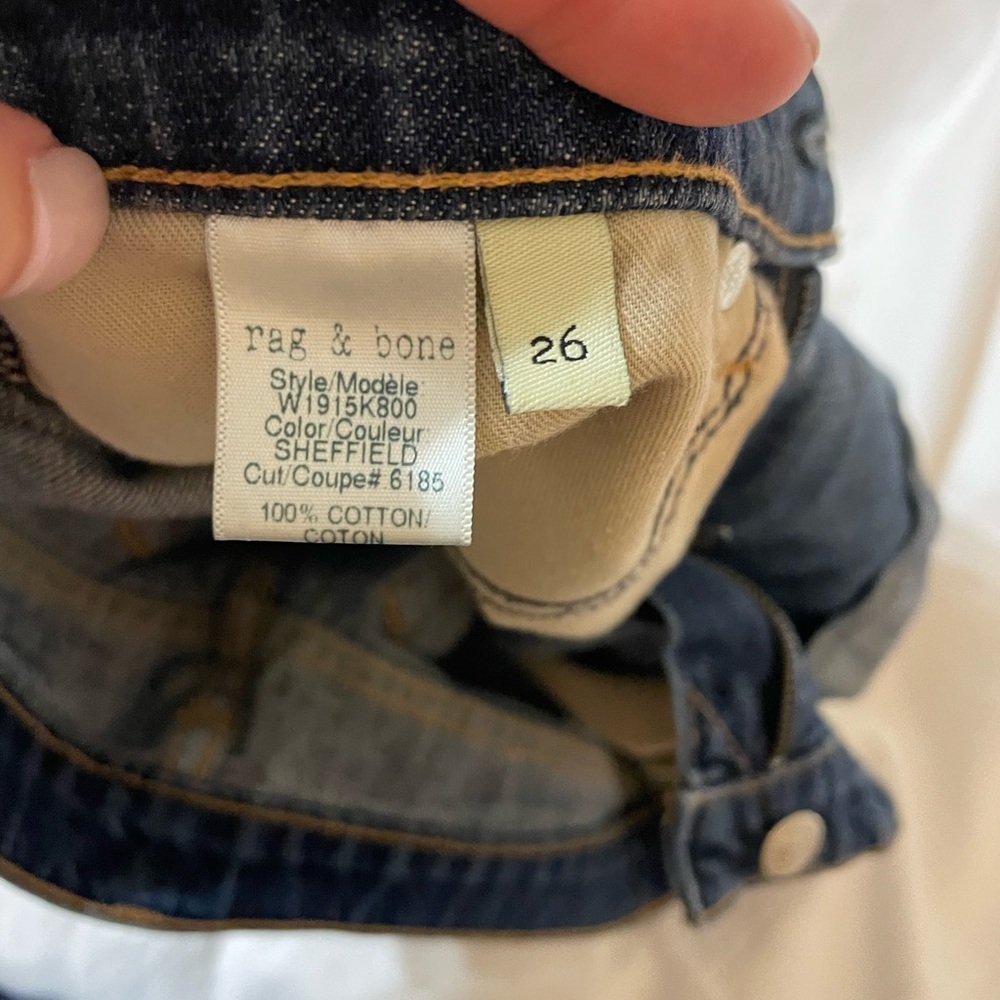 rag & bone
Style/Modèle
W1915K800
Color/Couleur
SHEFFIELD
Cut/Coupe# 6185
100% COTTON/
COTON
26